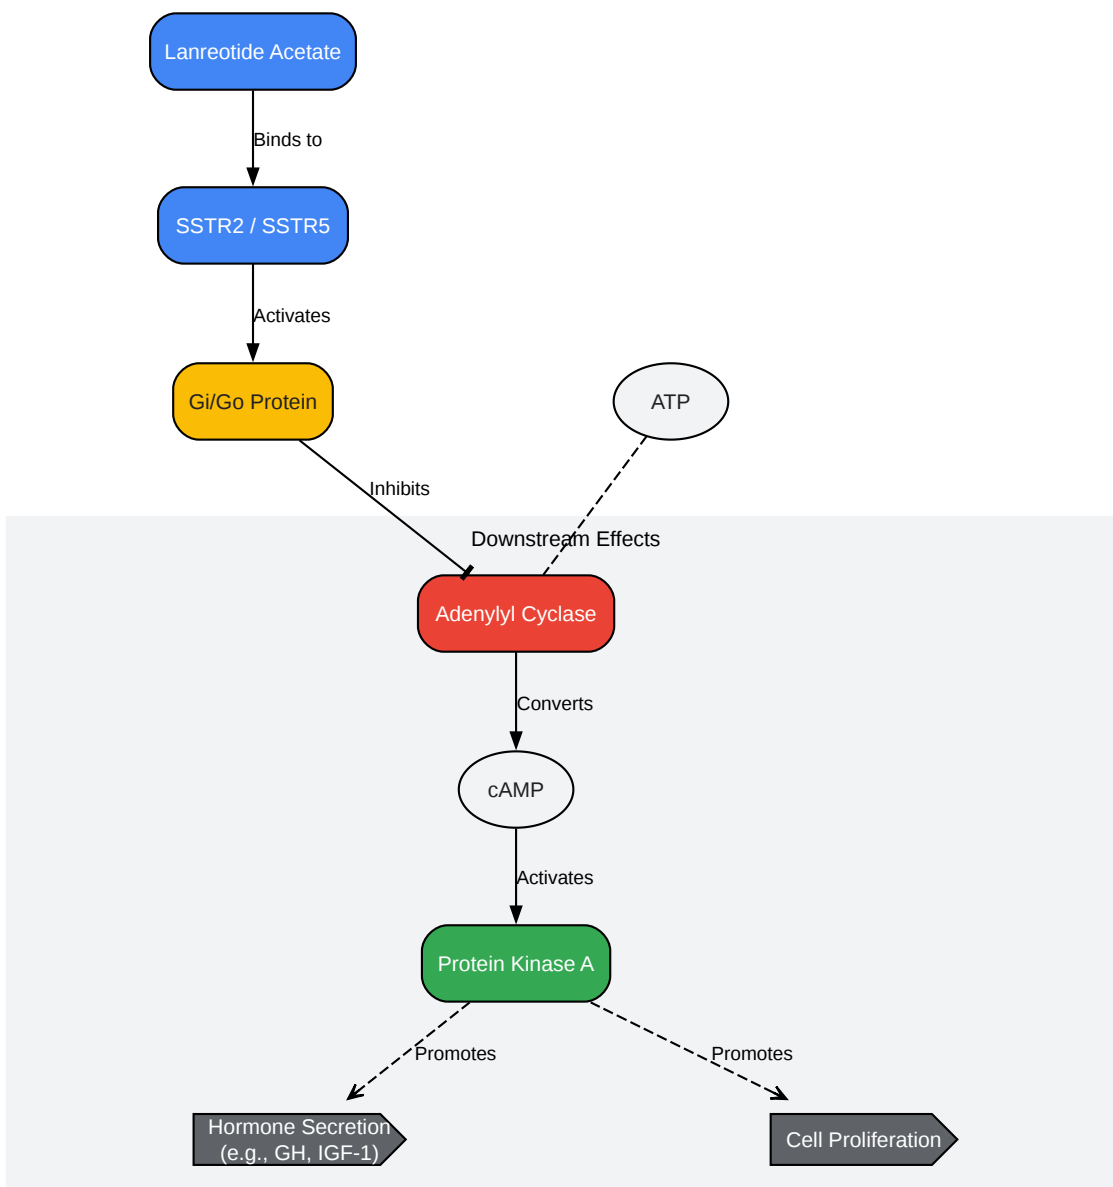 Lanreotide Acetate
Binds to
SSTR2 / SSTR5
Activates
Gi/Go Protein
ATP
Inhibits
Downstream Effects
Adenylyl Cyclase
Converts
cAMP
Activates
Protein Kinase A
Promotes
Promotes
Hormone Secretion
(e.g., GH, IGF-1)
Cell Proliferation